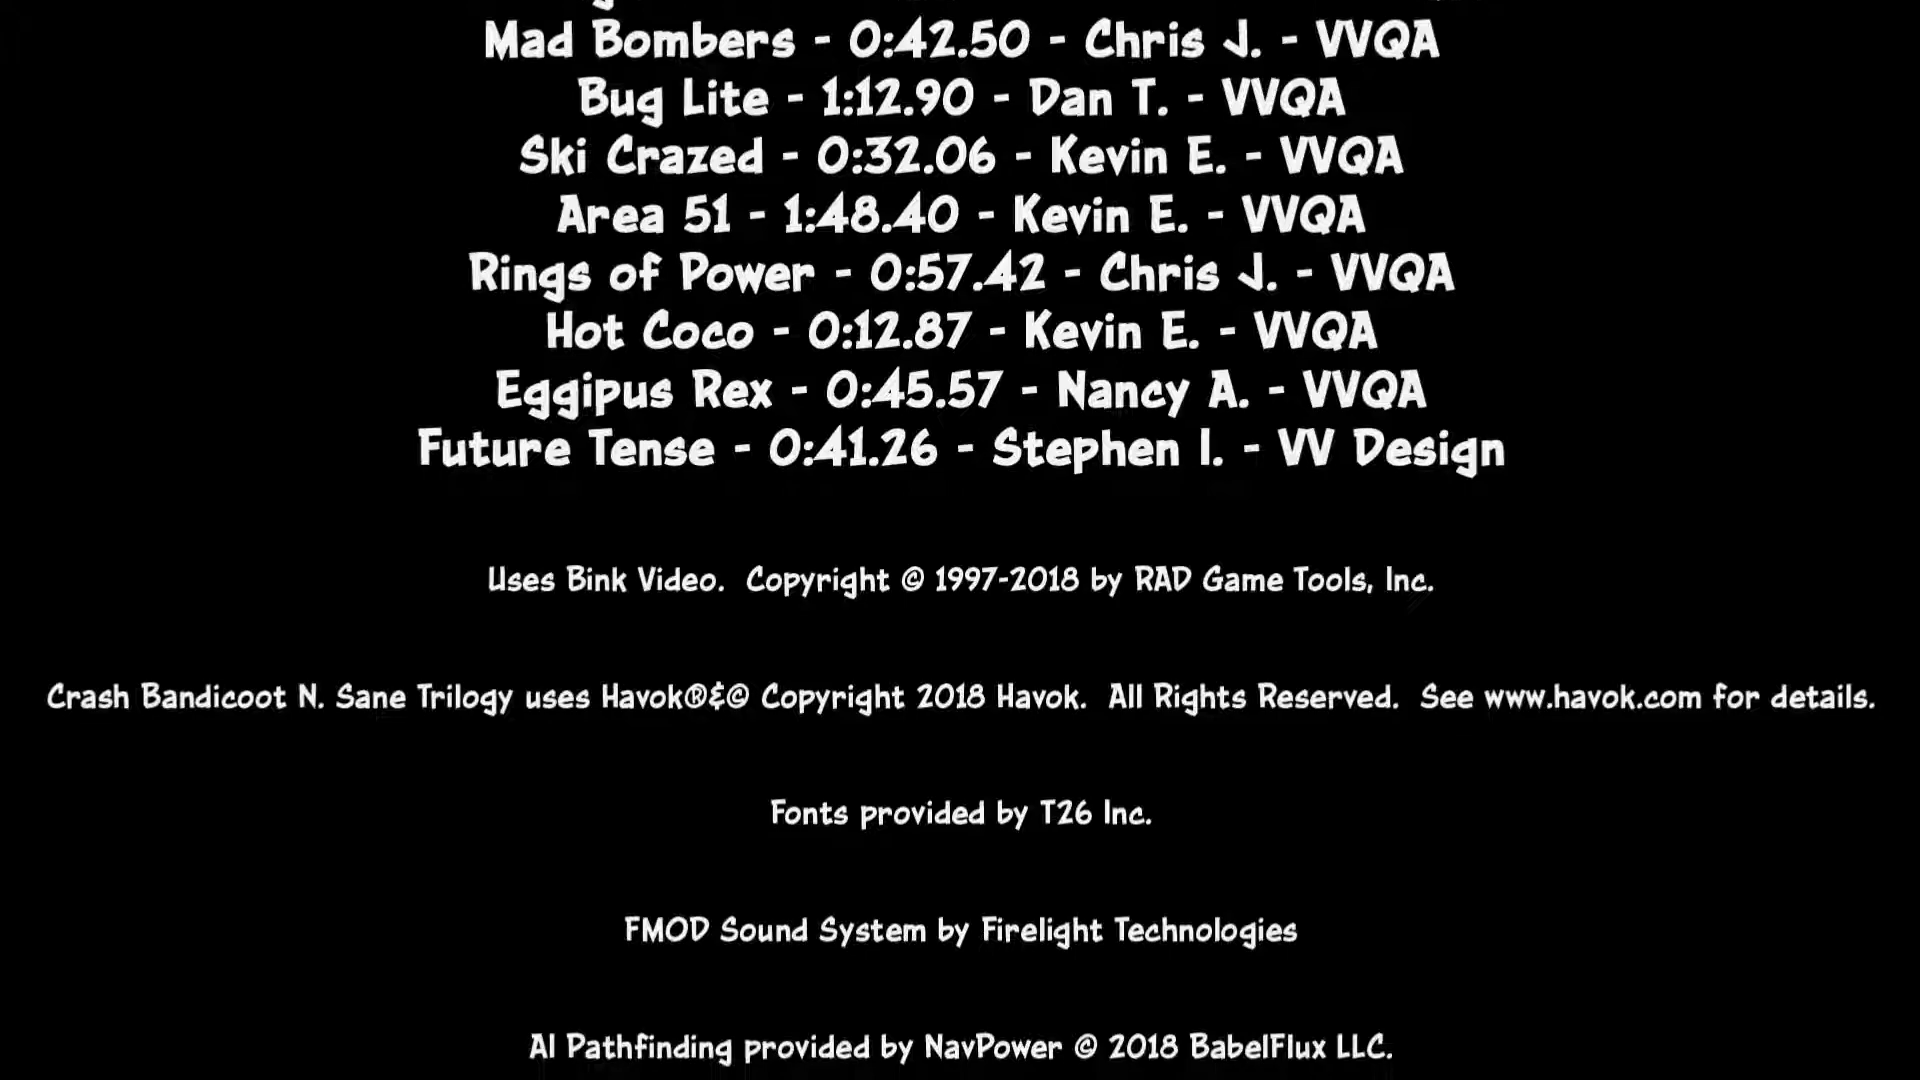 Mad Bombers - 0:42.50 - Chris J. - VVQA
Bug Lite - 1:12.90 - Dan T. - VVQA
Ski Crazed - 0:32.06 - Kevin E. - VVQA
Area 51 - 1:48.40 - Kevin E. - VVQA
Rings of Power - 0:57.42 - Chris J. - VVQA
Hot Coco - 0:12.87 - Kevin E. - VVQA
Eggipus Rex - 0:45.57 - Nancy A. - VVQA
Future Tense - 0:41.26 - Stephen I. - VV Design
Uses Bink Video. Copyright © 1997-2018 by RAD Game Tools, Inc.
Crash Bandicoot N. Sane Trilogy uses Havok®&© Copyright 2018 Havok. All Rights Reserved. See www.havok.com for details.
Fonts provided by T26 Inc.
FMOD Sound System by Firelight Technologies
AI Pathfinding provided by NavPower © 2018 BabelFlux LLC.